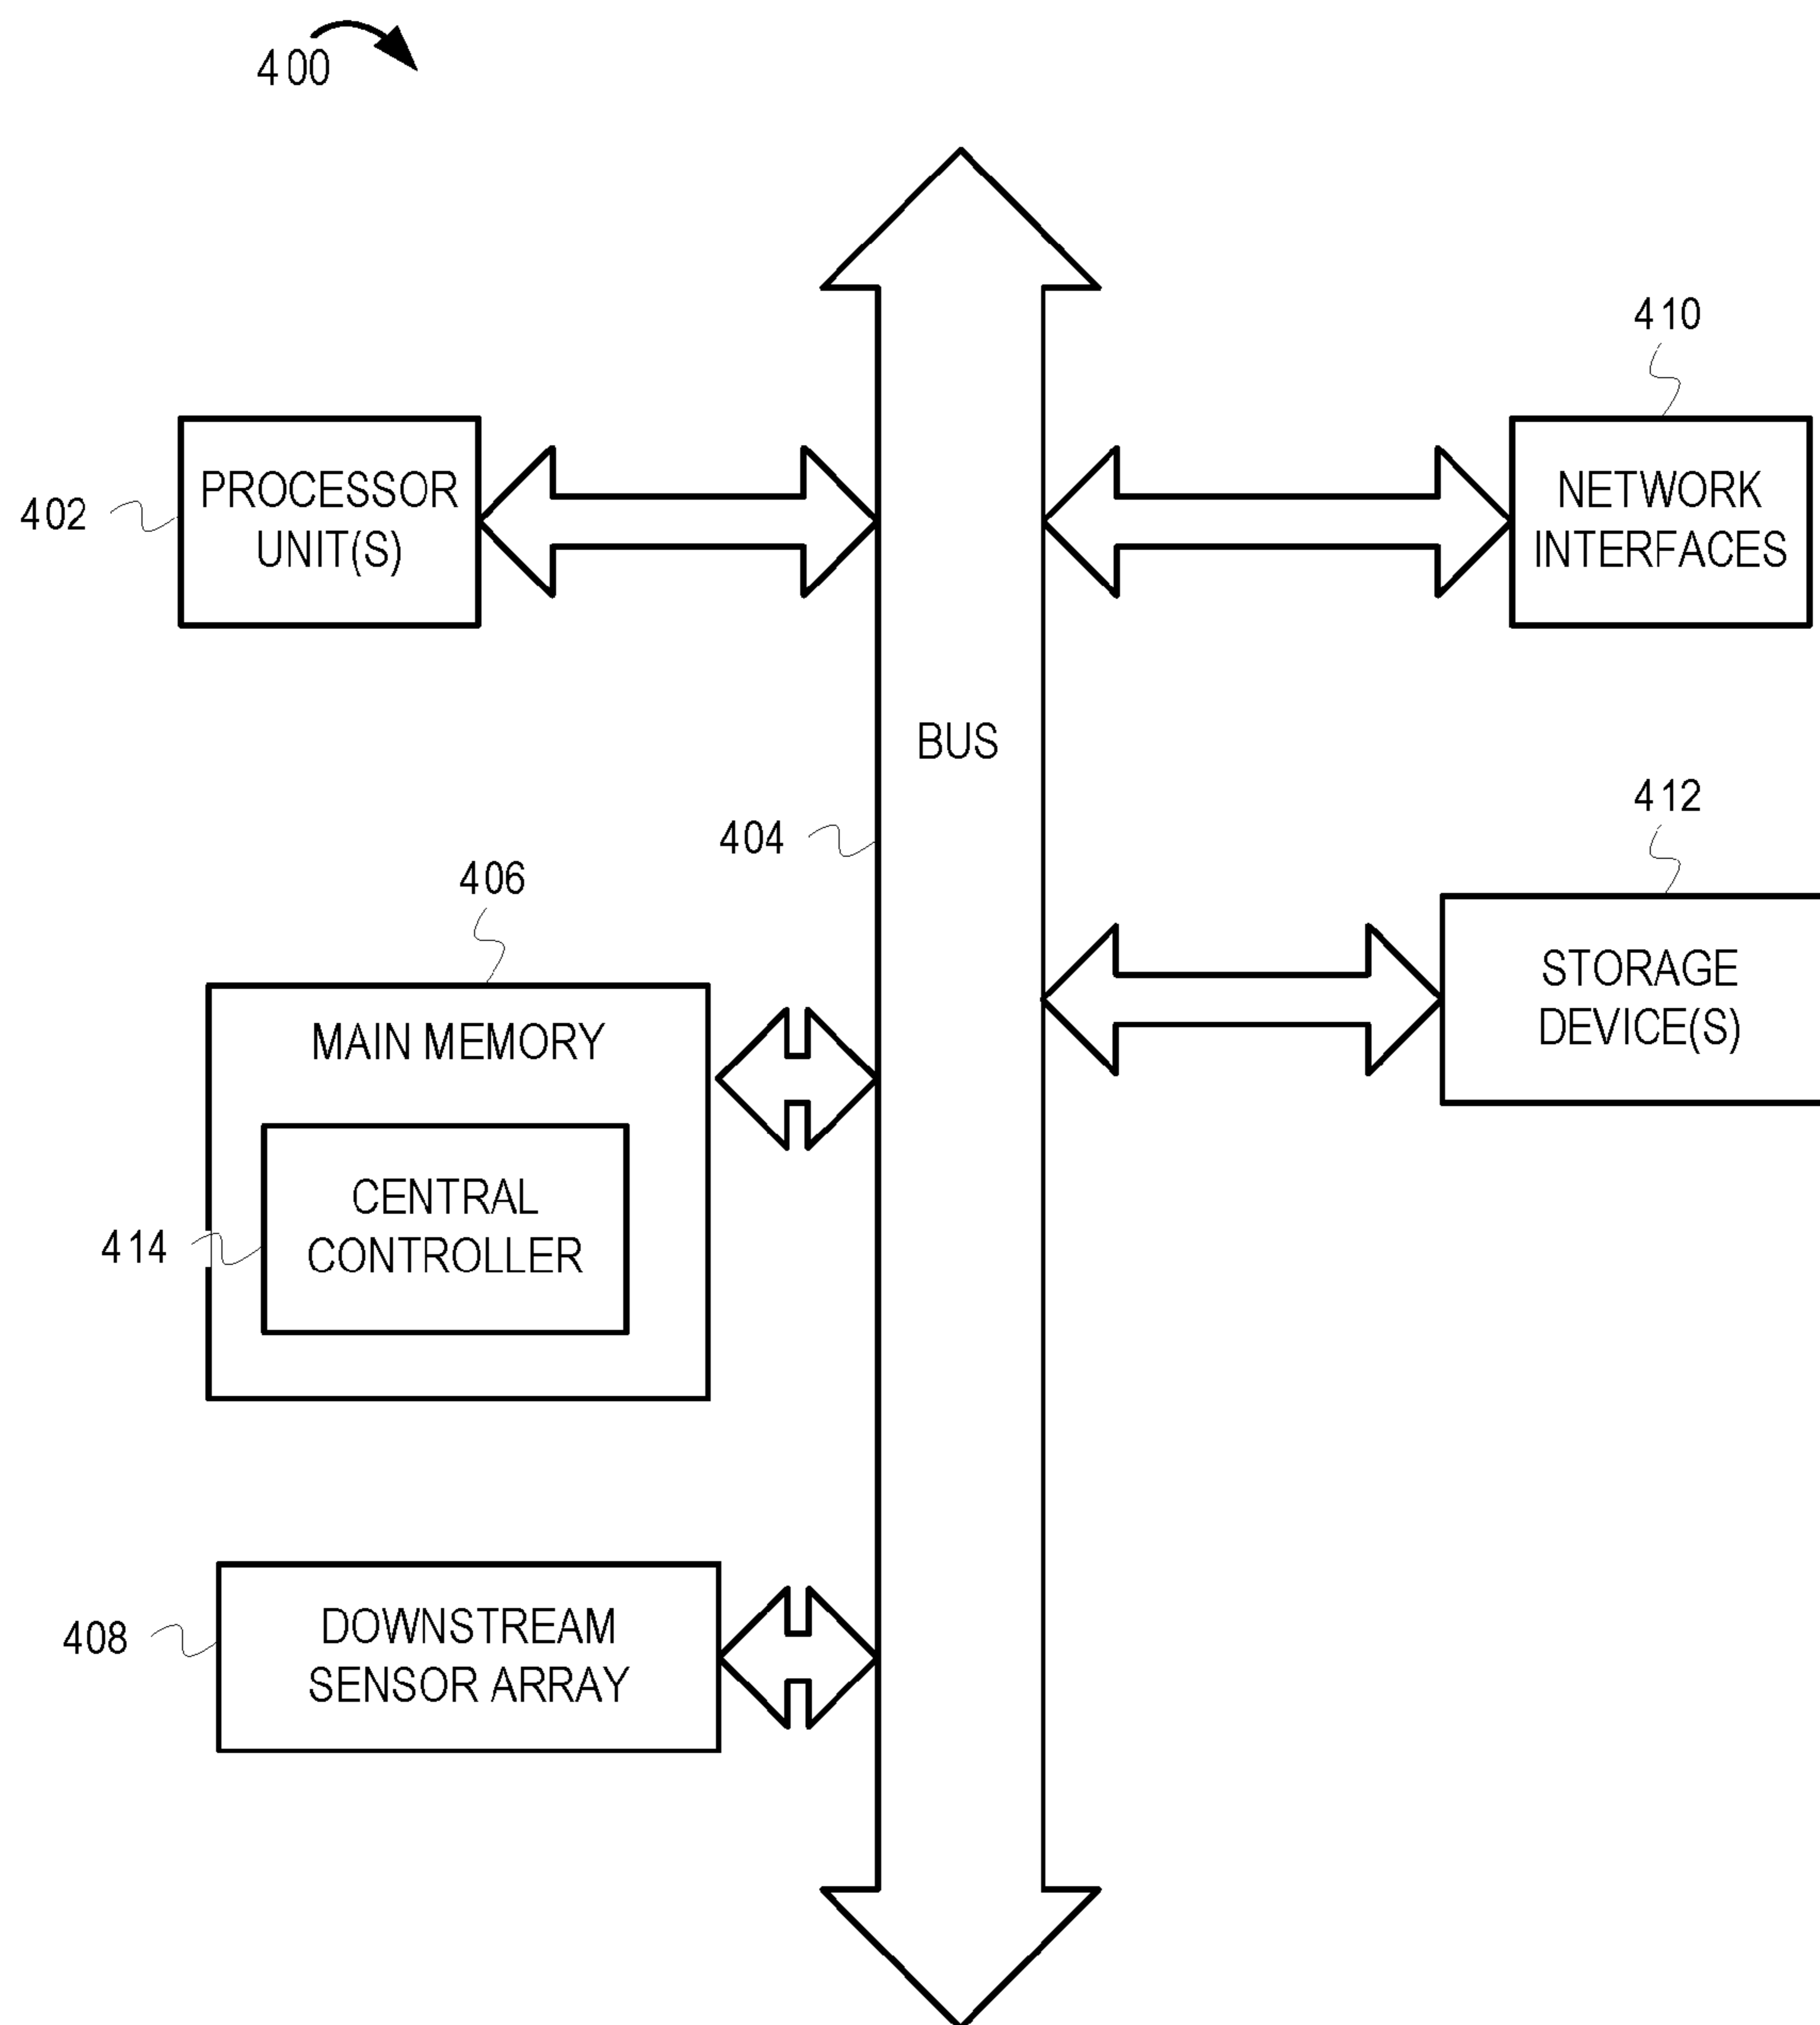 400
410
PROCESSOR
UNIT(S)
402
NETWORK
INTERFACES
BUS
412
404
406
STORAGE
DEVICE(S)
MAIN MEMORY
CENTRAL
CONTROLLER
414
DOWNSTREAM
SENSOR ARRAY
408